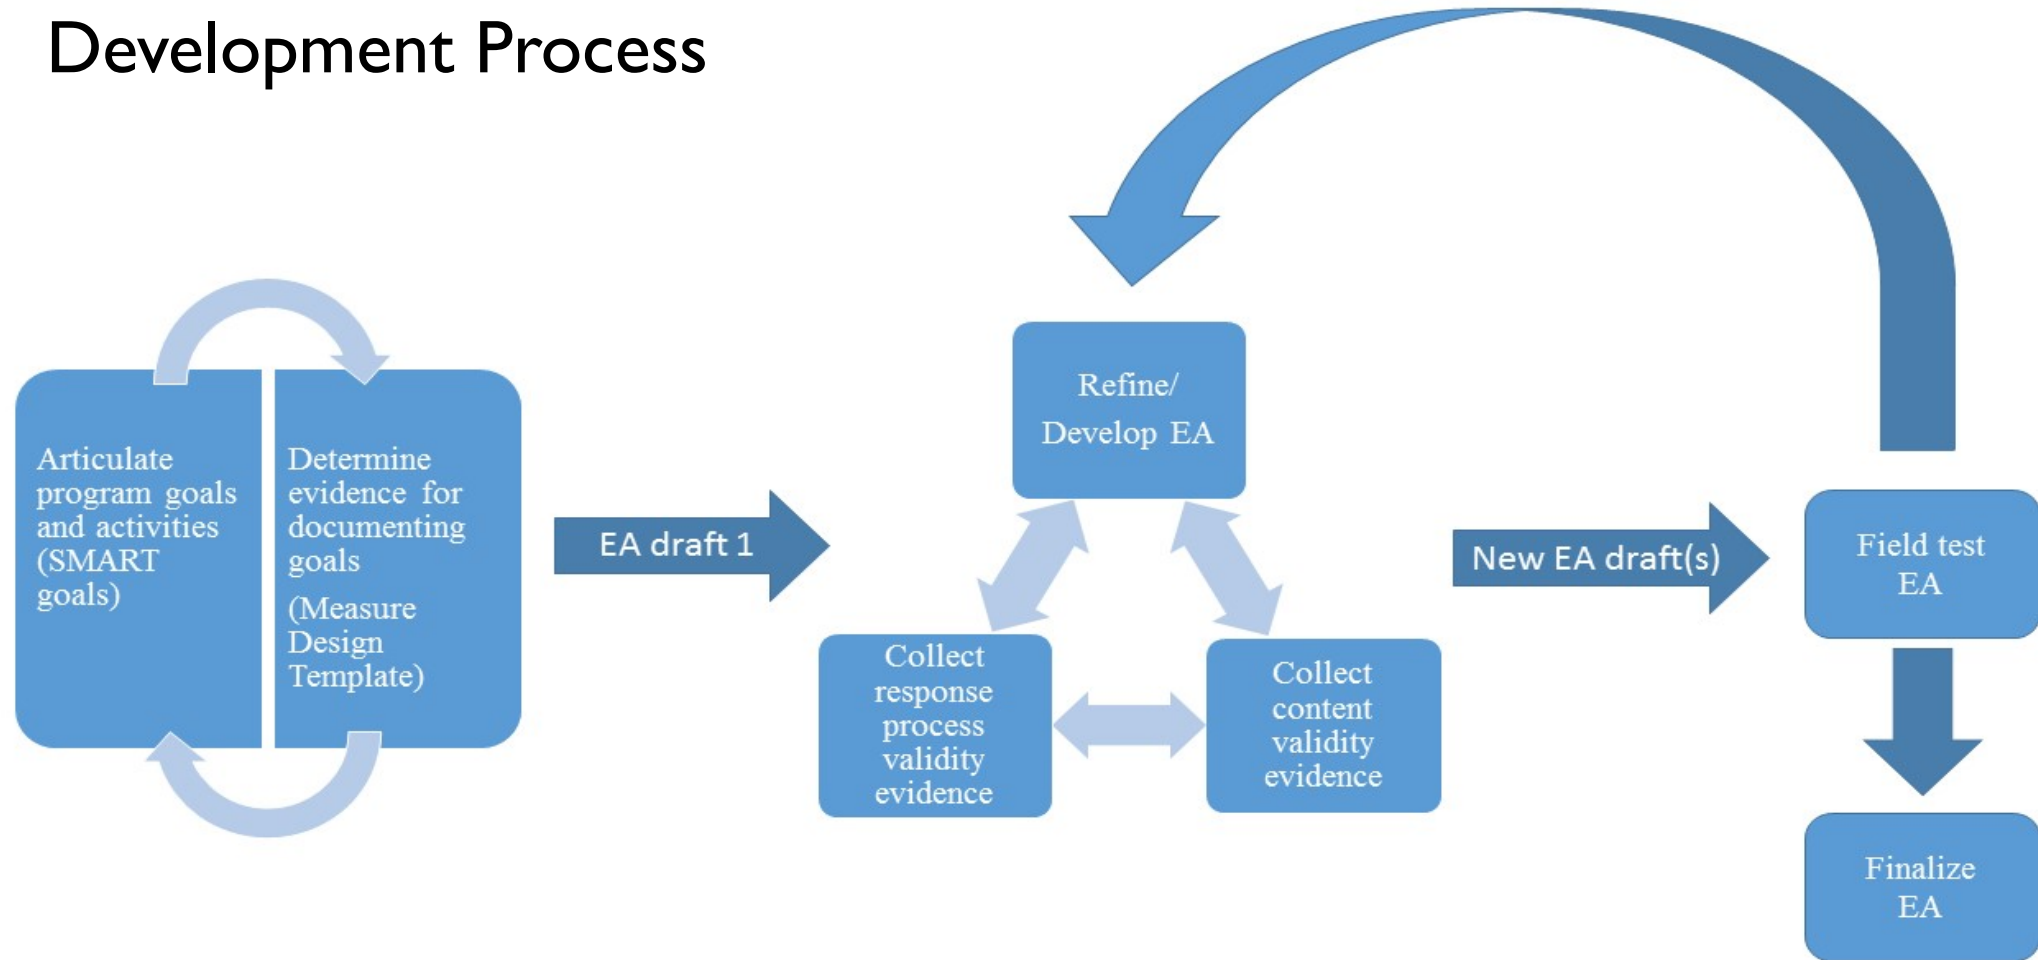 Development Process
Articulate
program goals
and activities
(SMART
goals)
Determine
evidence for
documenting
goals
(Measure
Design
Template)
EA draft 1
Refine/
Develop EA
Collect
response
process
validity
evidence
Collect
content
validity
evidence
New EA draft(s)
Field test
EA
Finalize
EA